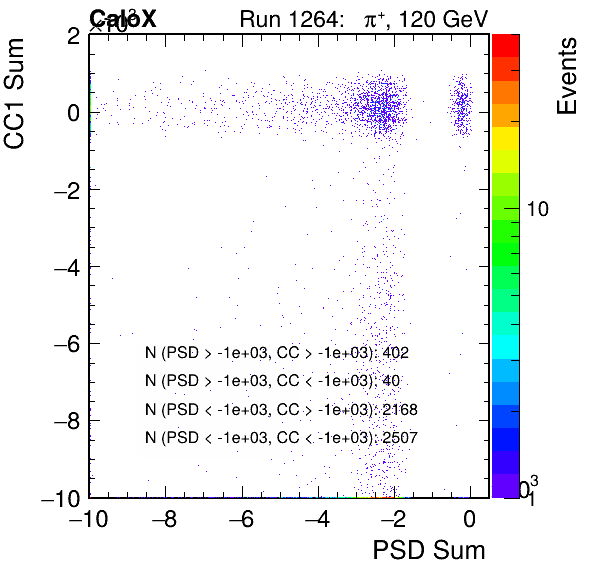 CaloX Run 1264: π+, 120 GeV
×10³
CC1 Sum
Events
2
0
−2
−4
−6
−8
−10
N (PSD > -1e+03, CC > -1e+03): 402
N (PSD > -1e+03, CC < -1e+03): 40
N (PSD < -1e+03, CC > -1e+03): 2168
N (PSD < -1e+03, CC < -1e+03): 2507
10
1
−10 −8 −6 −4 −2 0
PSD Sum